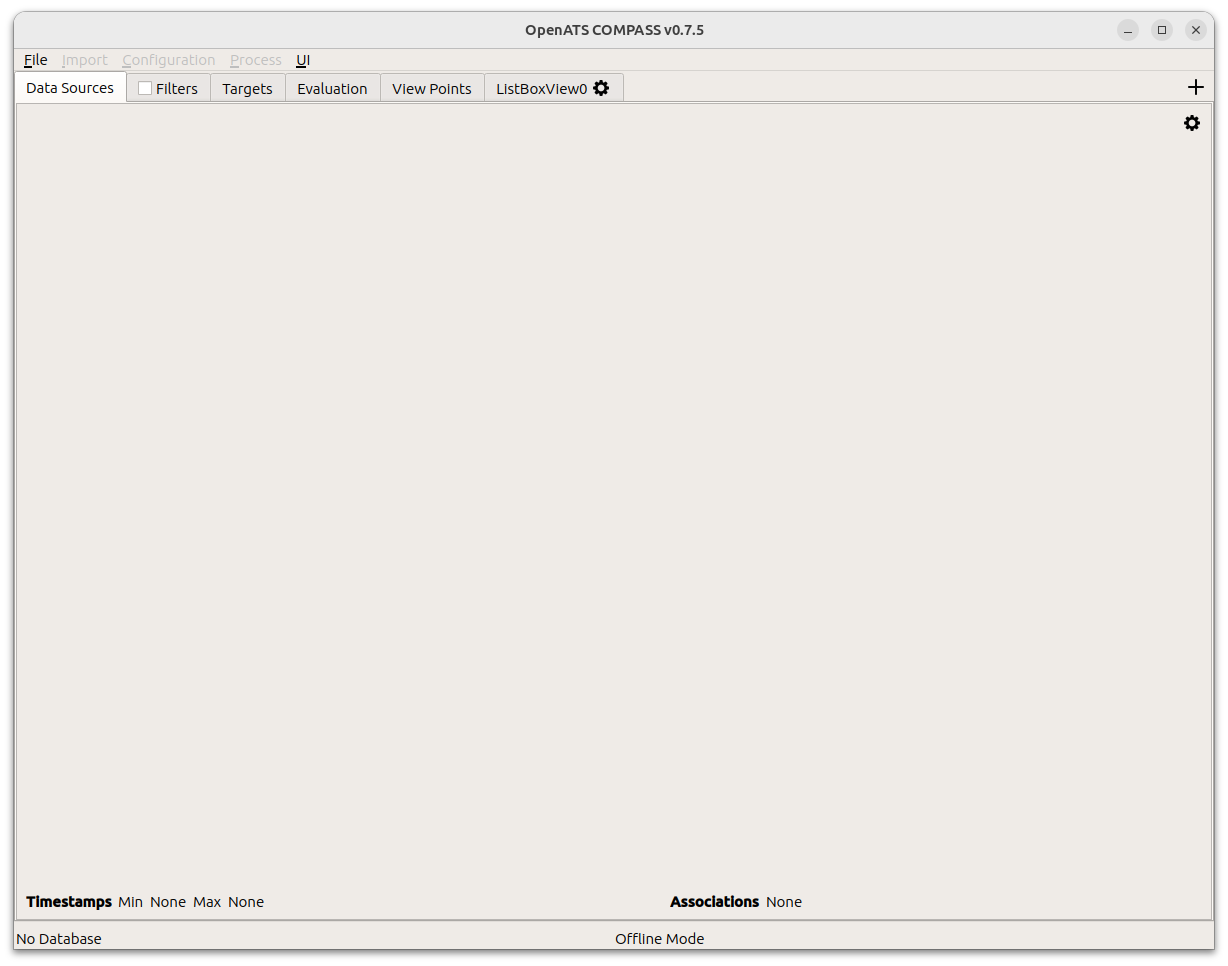 OpenATS COMPASS v0.7.5
File Import Configuration Process UI
Data Sources Filters Targets Evaluation View Points ListBoxView0
Timestamps Min None Max None Associations None
No Database Offline Mode